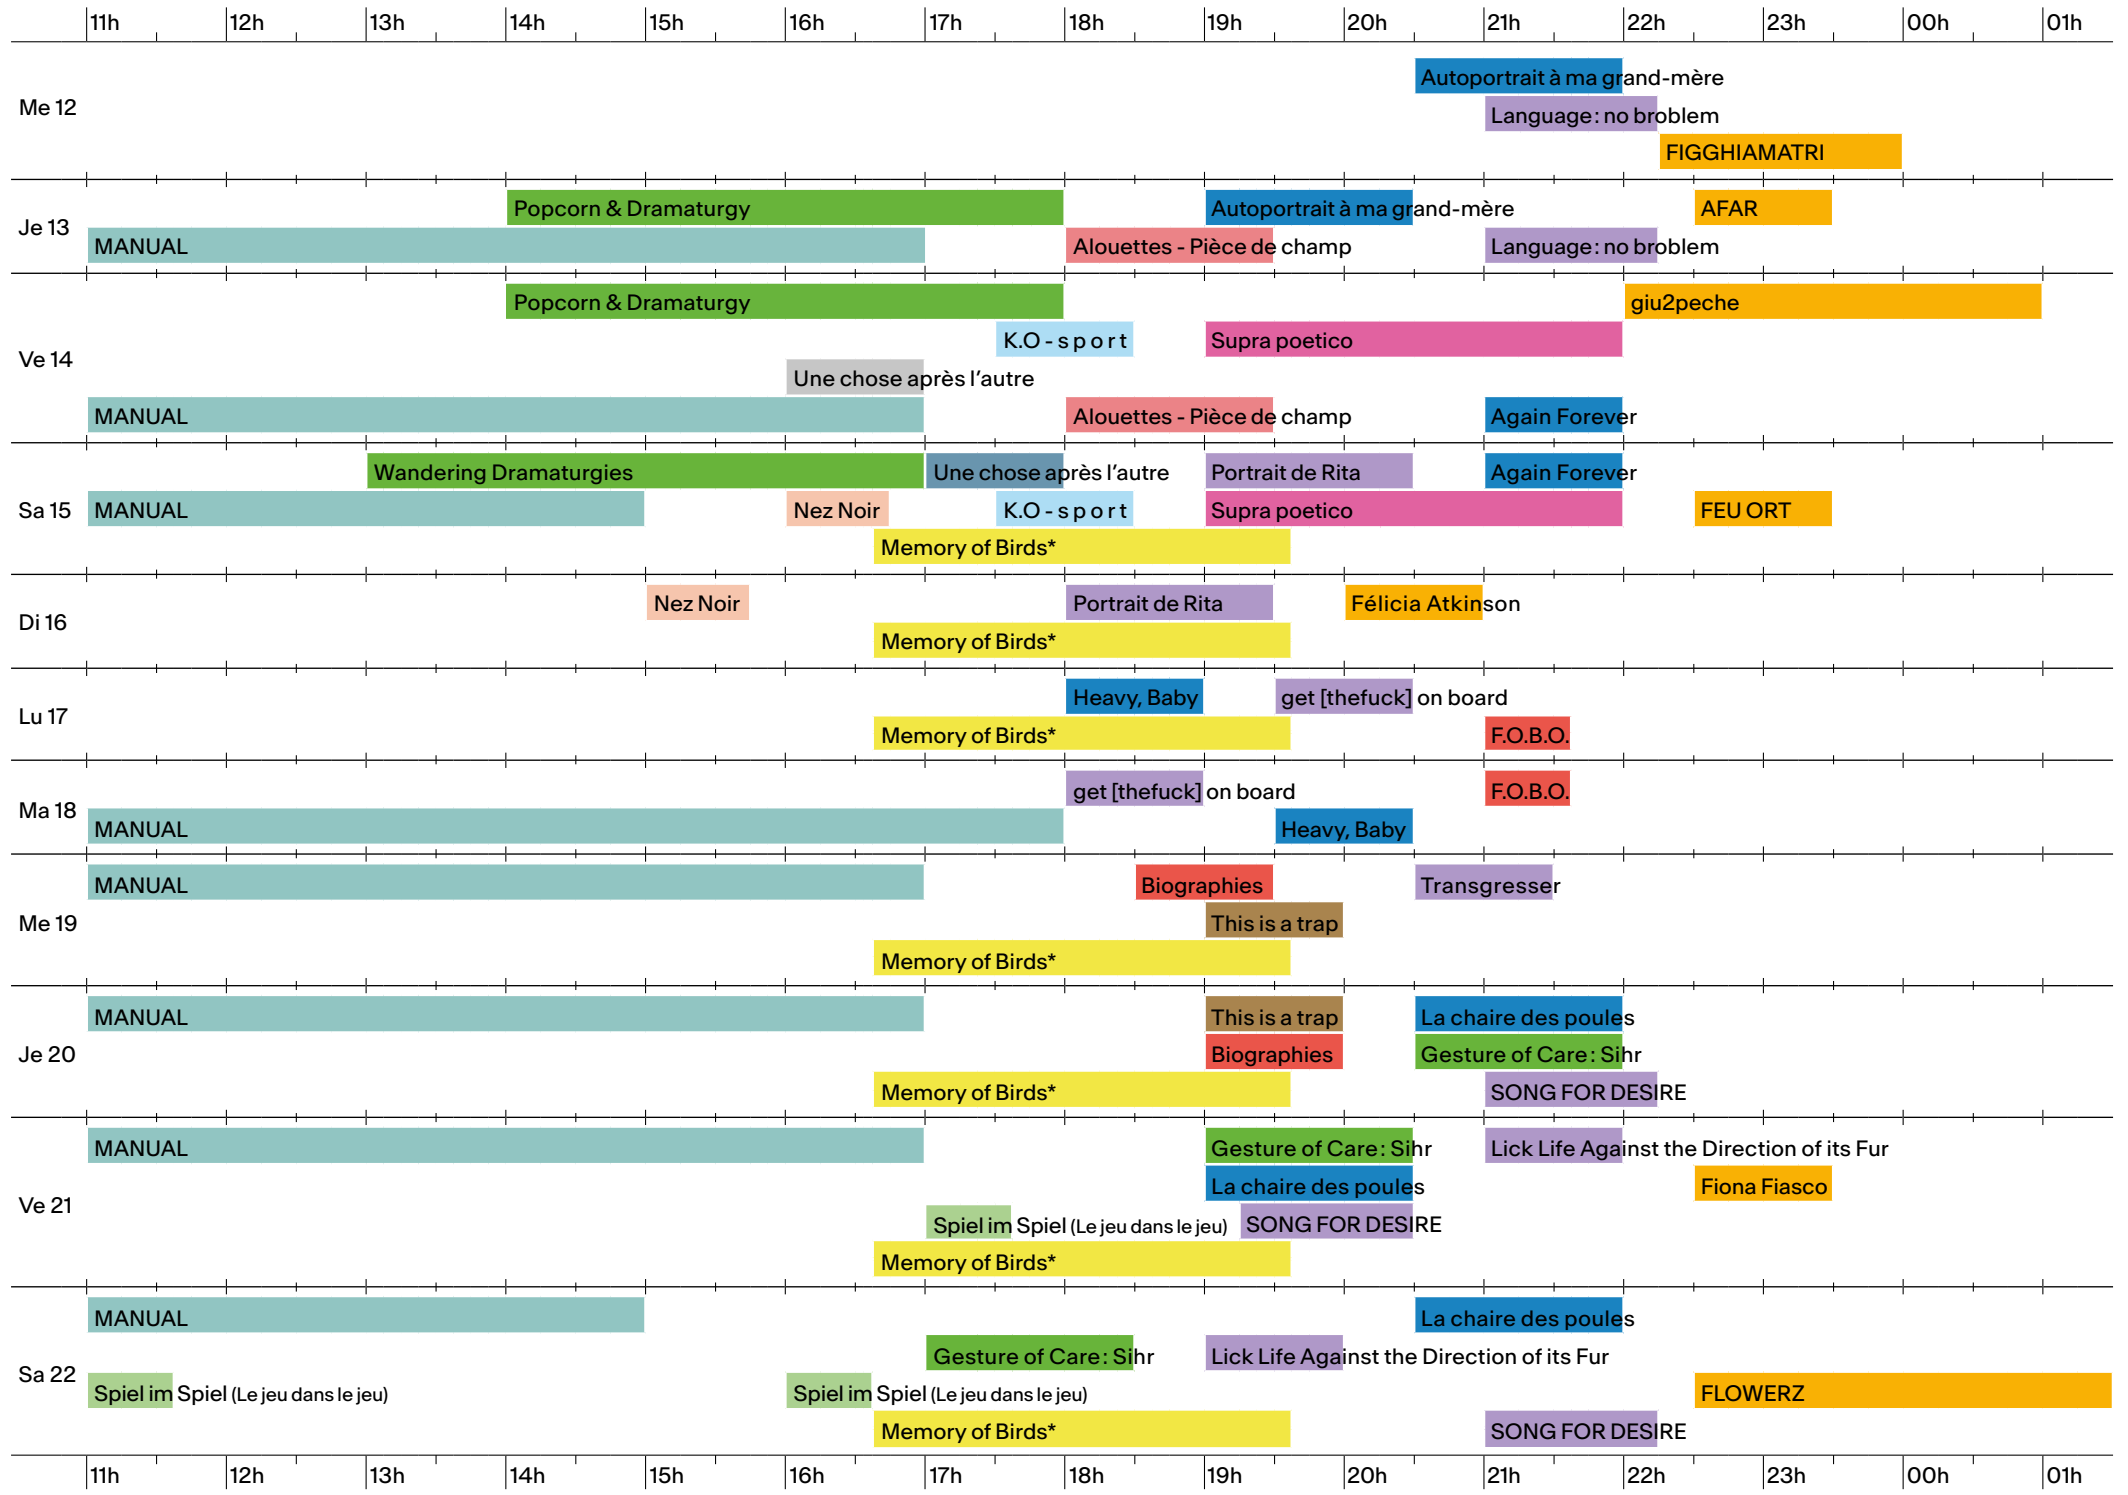 11h 12h 13h 14h 15h 16h 17h 18h 19h 20h 21h 22h 23h 00h 01h
Me 12
Autoportrait à ma grand-mère
Language: no broblem
FIGGHIAMATRI
Je 13
Popcorn & Dramaturgy Autoportrait à ma grand-mère AFAR
MANUAL Alouettes - Pièce de champ Language: no broblem
Ve 14
Popcorn & Dramaturgy giu2peche
K.O - s p o r t Supra poetico
Une chose après l'autre
MANUAL Alouettes - Pièce de champ Again Forever
Sa 15
Wandering Dramaturgies Une chose après l'autre Portrait de Rita Again Forever
MANUAL Nez Noir K.O - s p o r t Supra poetico FEU ORT
Memory of Birds*
Di 16
Nez Noir Portrait de Rita Félicia Atkinson
Memory of Birds*
Lu 17
Heavy, Baby get [thefuck] on board
Memory of Birds* F.O.B.O.
Ma 18
get [thefuck] on board F.O.B.O.
MANUAL Heavy, Baby
Me 19
MANUAL Biographies Transgresser
This is a trap
Memory of Birds*
Je 20
MANUAL This is a trap La chaire des poules
Biographies Gesture of Care: Sihr
Memory of Birds* SONG FOR DESIRE
Ve 21
MANUAL Gesture of Care: Sihr Lick Life Against the Direction of its Fur
La chaire des poules Fiona Fiasco
Spiel im Spiel (Le jeu dans le jeu) SONG FOR DESIRE
Memory of Birds*
Sa 22
MANUAL La chaire des poules
Gesture of Care: Sihr Lick Life Against the Direction of its Fur
Spiel im Spiel (Le jeu dans le jeu) Spiel im Spiel (Le jeu dans le jeu) FLOWERZ
Memory of Birds* SONG FOR DESIRE
11h 12h 13h 14h 15h 16h 17h 18h 19h 20h 21h 22h 23h 00h 01h